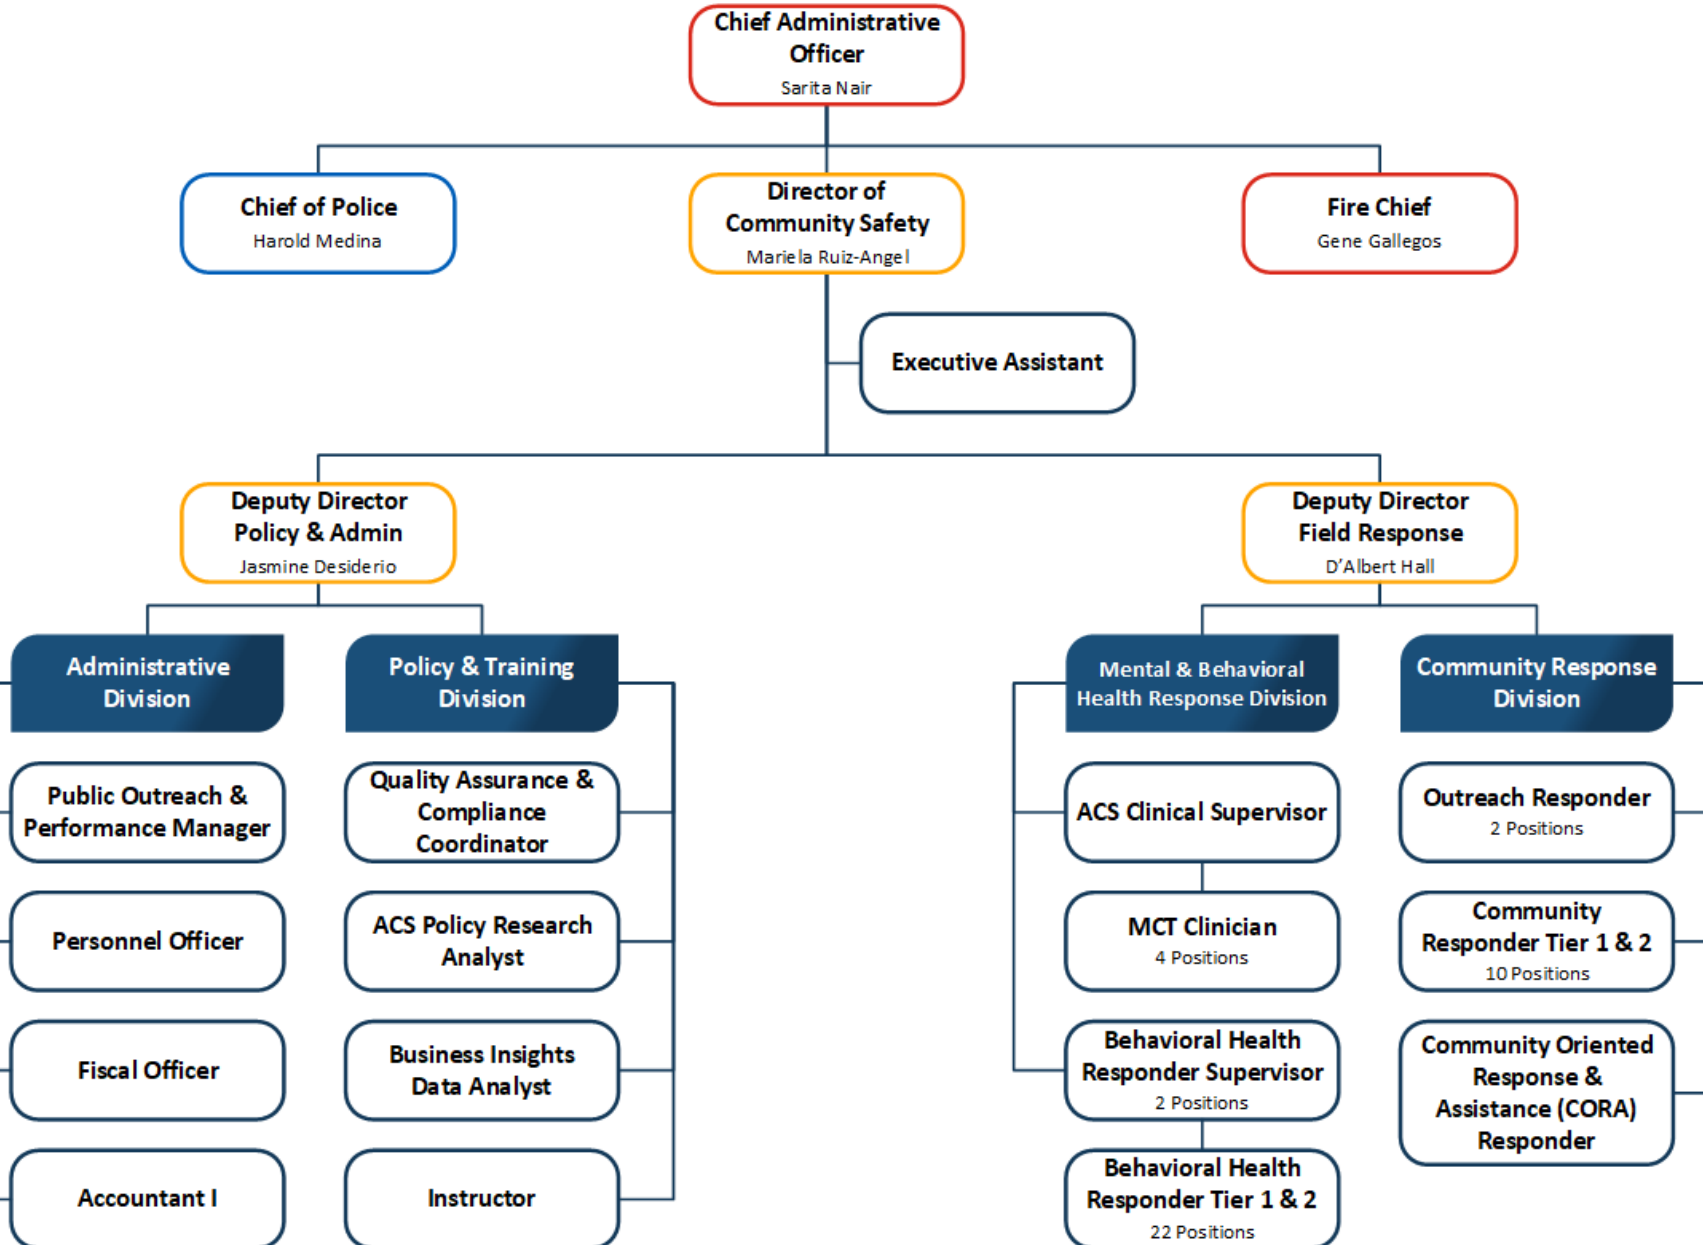 Chief Administrative
Officer
Sarita Nair
Chief of Police
Harold Medina
Director of
Community Safety
Mariela Ruiz-Angel
Fire Chief
Gene Gallegos
Executive Assistant
Deputy Director
Policy & Admin
Jasmine Desiderio
Deputy Director
Field Response
D’Albert Hall
Administrative
Division
Public Outreach &
Performance Manager
Personnel Officer
Fiscal Officer
Accountant I
Policy & Training
Division
Quality Assurance &
Compliance
Coordinator
ACS Policy Research
Analyst
Business Insights
Data Analyst
Instructor
Mental & Behavioral
Health Response Division
ACS Clinical Supervisor
MCT Clinician
4 Positions
Behavioral Health
Responder Supervisor
2 Positions
Behavioral Health
Responder Tier 1 & 2
22 Positions
Community Response
Division
Outreach Responder
2 Positions
Community
Responder Tier 1 & 2
10 Positions
Community Oriented
Response &
Assistance (CORA)
Responder